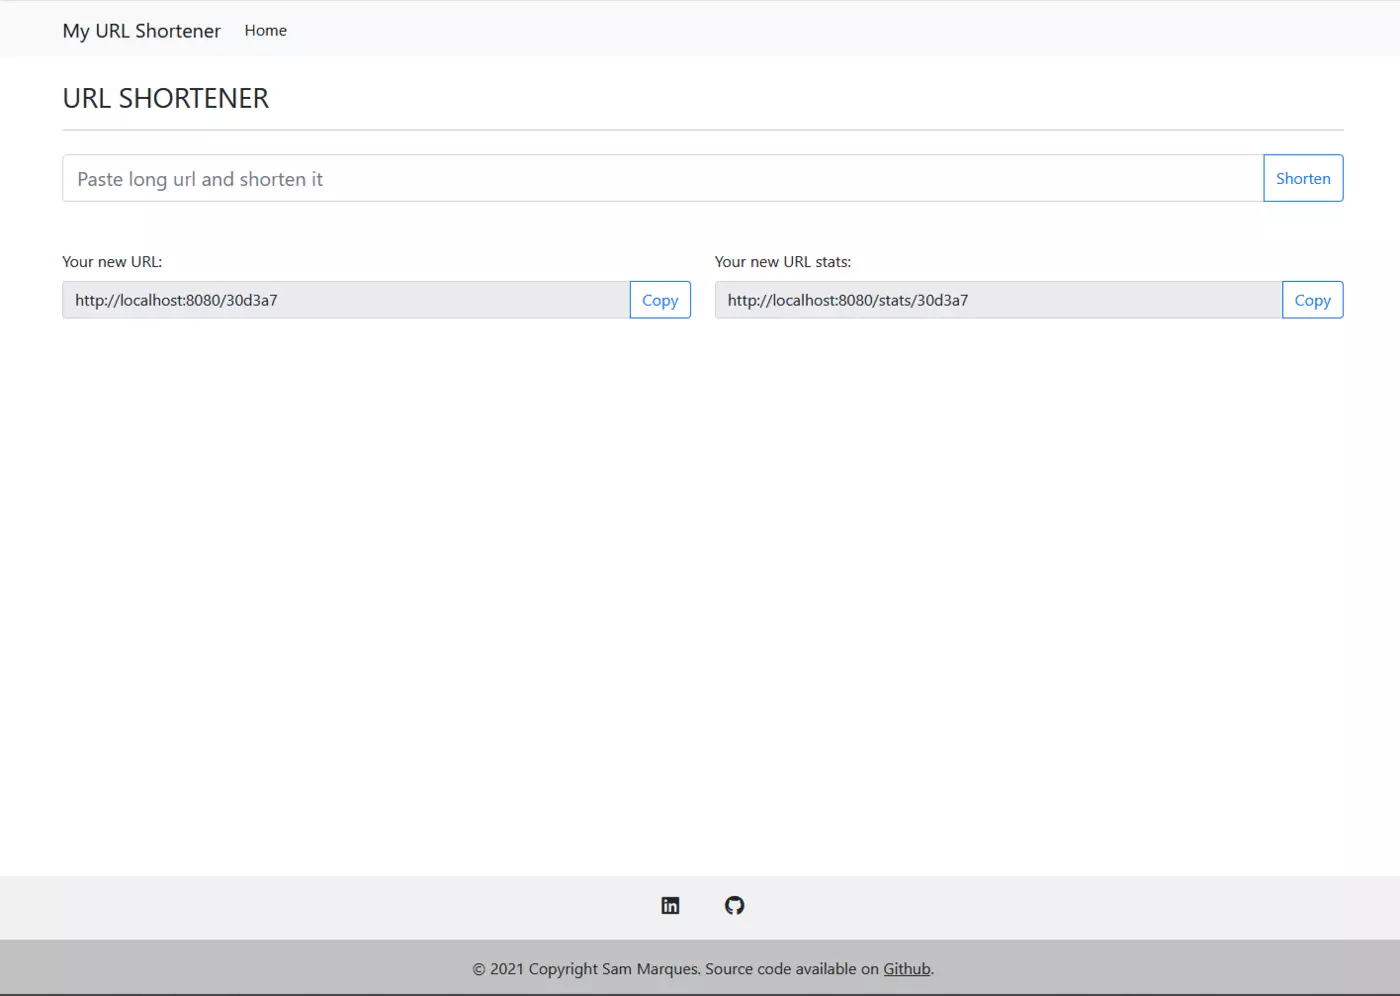 My URL Shortener Home
URL SHORTENER
Paste long url and shorten it Shorten
Your new URL: Your new URL stats:
http://localhost:8080/30d3a7 Copy http://localhost:8080/stats/30d3a7 Copy
© 2021 Copyright Sam Marques. Source code available on Github.